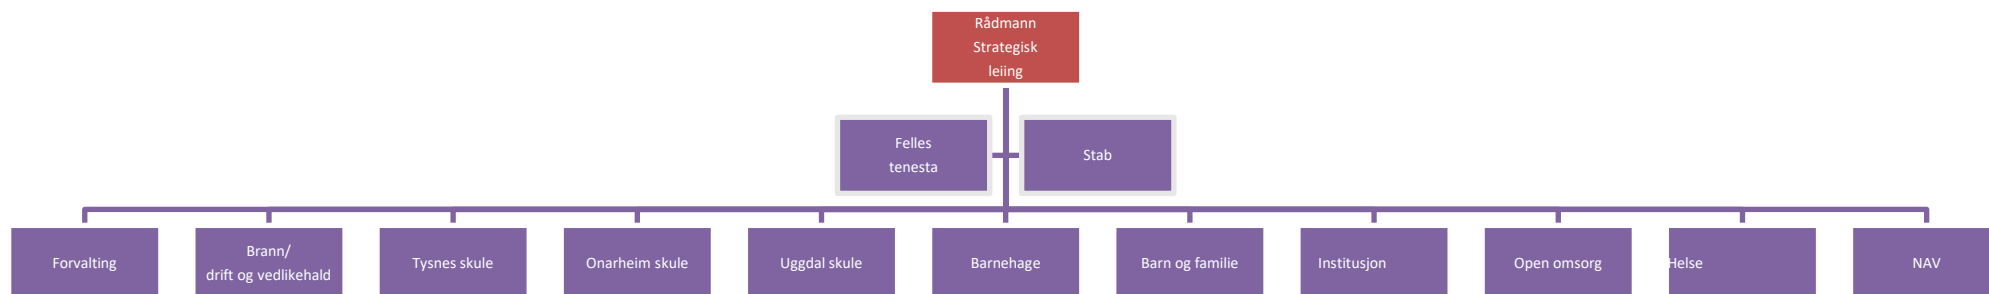 Rådmann
Strategisk
leiing
Felles
tenesta
Stab
Forvalting
Brann/
drift og vedlikehald
Tysnes skule
Onarheim skule
Uggdal skule
Barnehage
Barn og familie
Institusjon
Open omsorg
Helse
NAV